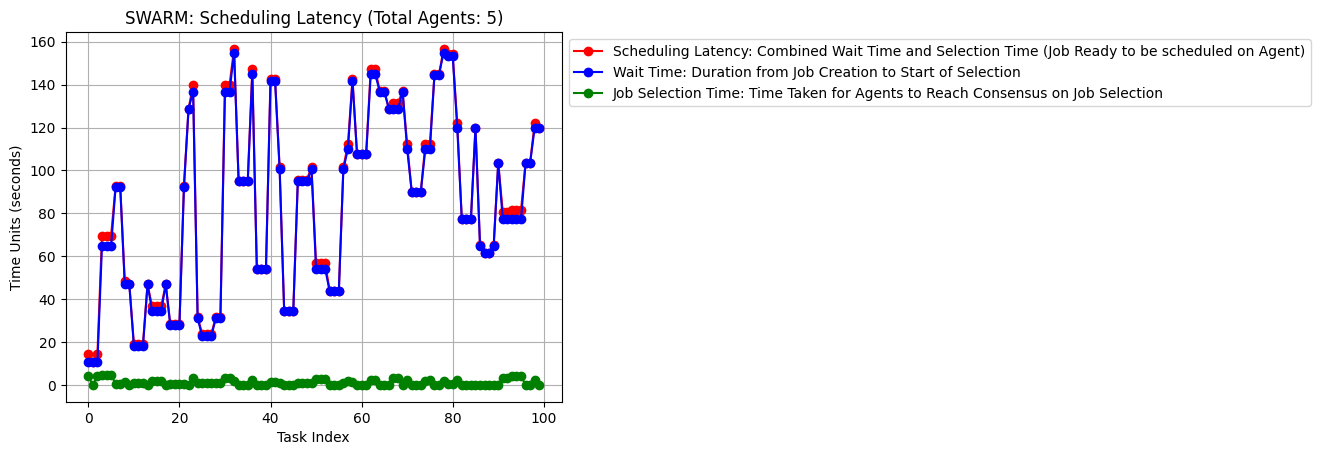 SWARM: Scheduling Latency (Total Agents: 5)
Scheduling Latency: Combined Wait Time and Selection Time (Job Ready to be scheduled on Agent)
Wait Time: Duration from Job Creation to Start of Selection
Job Selection Time: Time Taken for Agents to Reach Consensus on Job Selection
Time Units (seconds)
160
140
120
100
80
60
40
20
0
0 20 40 60 80 100
Task Index